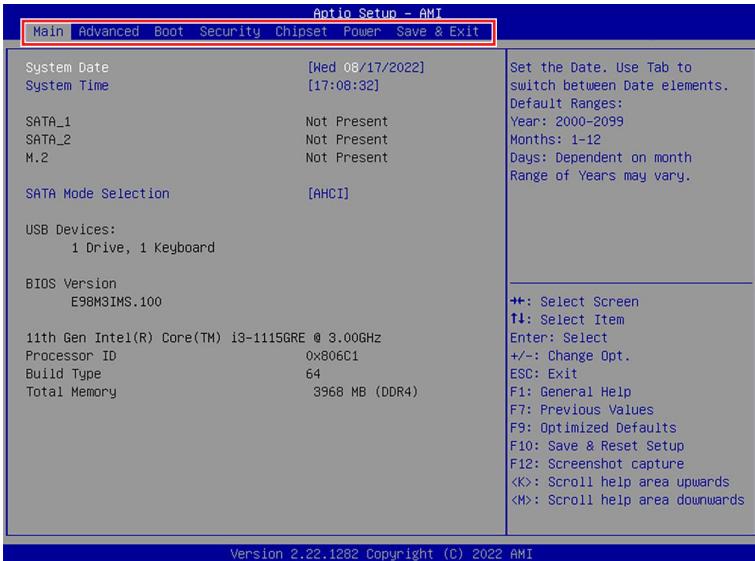 Aptio Setup – AMI
Main Advanced Boot Security Chipset Power Save & Exit
System Date [Wed 08/17/2022]
System Time [17:08:32]
SATA_1 Not Present
SATA_2 Not Present
M.2 Not Present
SATA Mode Selection [AHCI]
USB Devices:
1 Drive, 1 Keyboard
BIOS Version
E98M3IMS.100
11th Gen Intel(R) Core(TM) i3-1115GRE @ 3.00GHz
Processor ID 0x806C1
Build Type 64
Total Memory 3968 MB (DDR4)
Set the Date. Use Tab to
switch between Date elements.
Default Ranges:
Year: 2000-2099
Months: 1-12
Days: Dependent on month
Range of Years may vary.
→←: Select Screen
↑↓: Select Item
Enter: Select
+/-: Change Opt.
ESC: Exit
F1: General Help
F7: Previous Values
F9: Optimized Defaults
F10: Save & Reset Setup
F12: Screenshot capture
<K>: Scroll help area upwards
<M>: Scroll help area downwards
Version 2.22.1282 Copyright (C) 2022 AMI